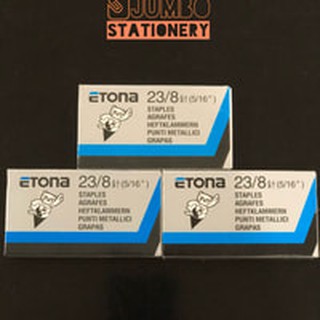 JUMBO
STATIONERY
ETONA 23/8 (5/16")
STAPLES
AGRAFES
HEFTKLAMMERN
PUNTI METALLICI
GRAPAS
ETONA 23/8 (5/16")
STAPLES
AGRAFES
HEFTKLAMMERN
PUNTI METALLICI
GRAPAS
ETONA 23/8 (5/16")
STAPLES
AGRAFES
HEFTKLAMMERN
PUNTI METALLICI
GRAPAS